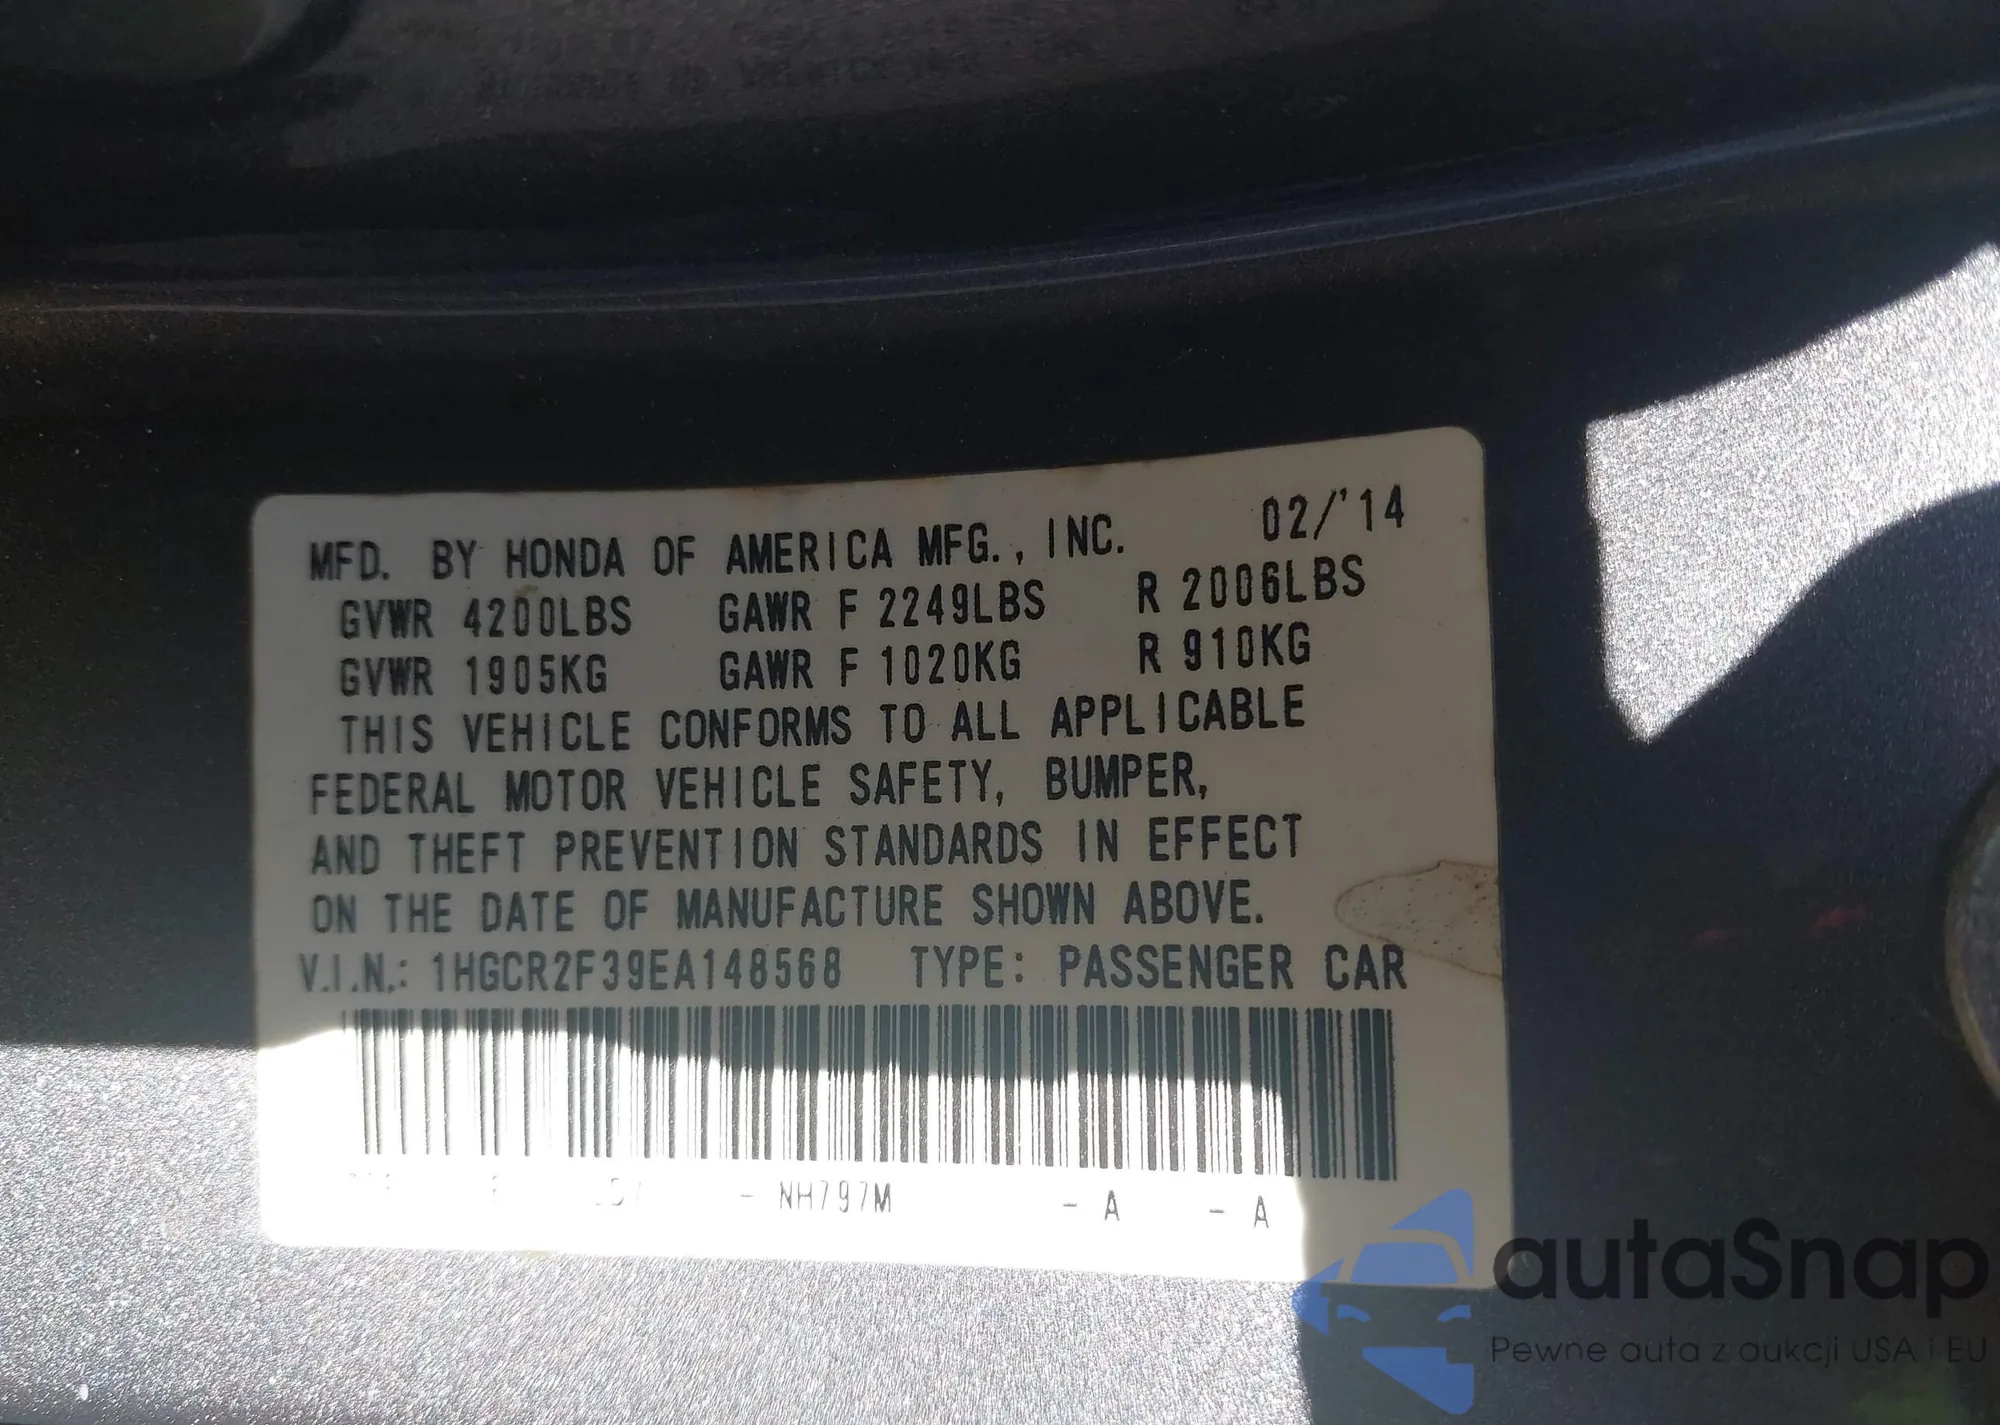 MFD. BY HONDA OF AMERICA MFG., INC. 02/'14
GVWR 4200LBS GAWR F 2249LBS R 2006LBS
GVWR 1905KG GAWR F 1020KG R 910KG
THIS VEHICLE CONFORMS TO ALL APPLICABLE
FEDERAL MOTOR VEHICLE SAFETY, BUMPER,
AND THEFT PREVENTION STANDARDS IN EFFECT
ON THE DATE OF MANUFACTURE SHOWN ABOVE.
V.I.N.: 1HGCR2F39EA148568 TYPE: PASSENGER CAR
- NH797M - A - A
autaSnap
Pewne auta z aukcji USA i EU